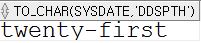 TO_CHAR(SYSDATE,'DDSPTH')
twenty-first